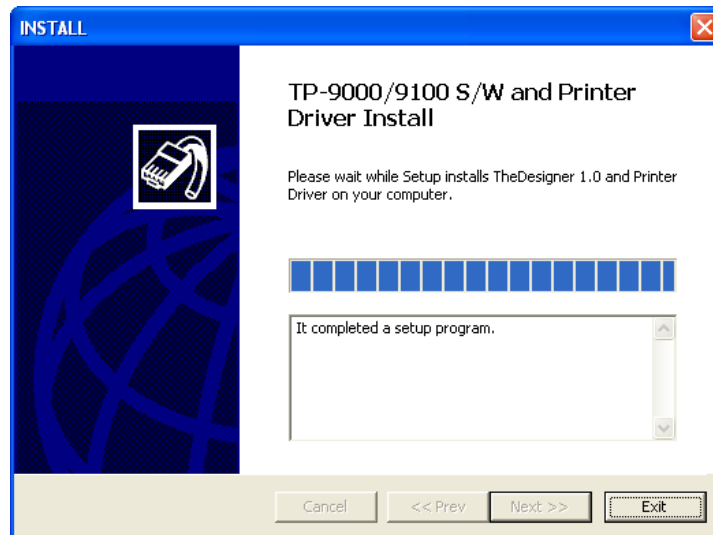 INSTALL
TP-9000/9100 S/W and Printer
Driver Install
Please wait while Setup installs TheDesigner 1.0 and Printer
Driver on your computer.
It completed a setup program.
Cancel
<< Prev
Next >>
Exit